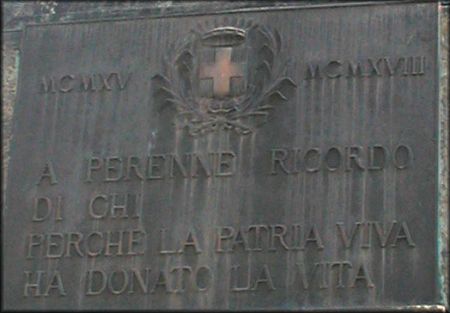 MCMXV MCMXVIII
A PERENNE RICORDO
DI CHI
PERCHÈ LA PATRIA VIVA
HA DONATO LA VITA